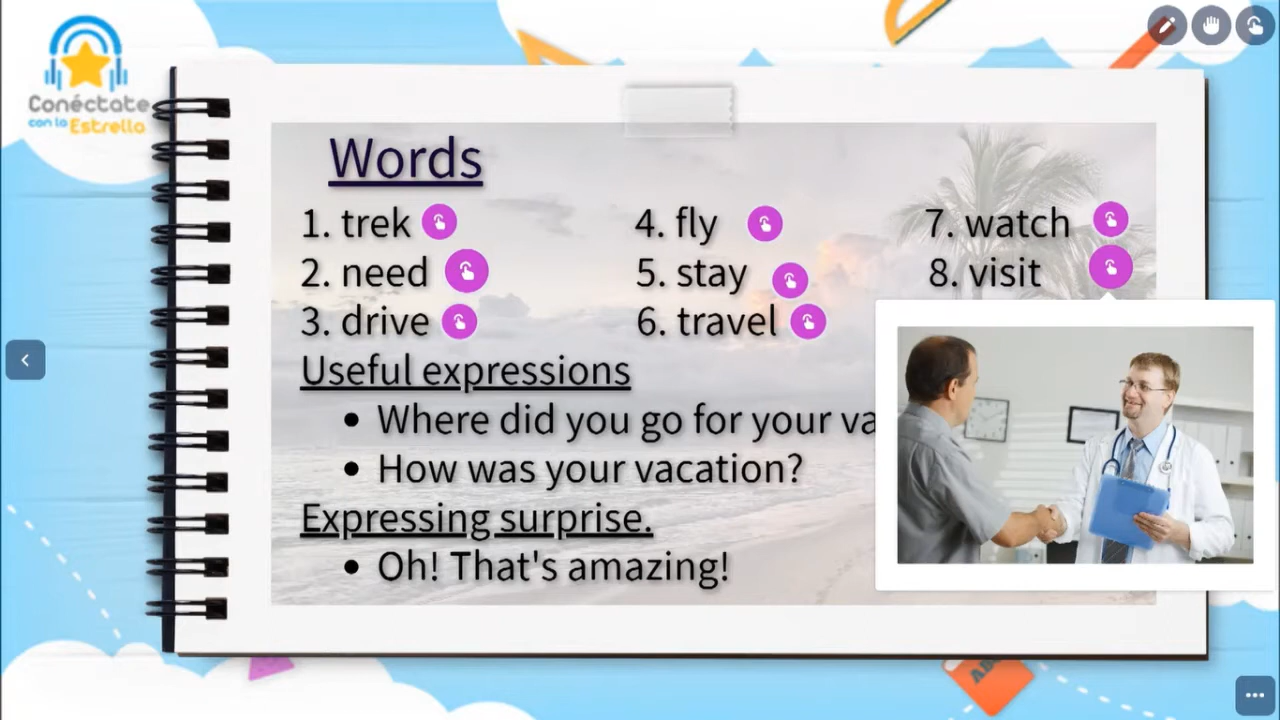 Conéctate
con la Estrella
Words
1. trek
2. need
3. drive
4. fly
5. stay
6. travel
7. watch
8. visit
Useful expressions
• Where did you go for your
• How was your vacation?
Expressing surprise.
• Oh! That's amazing!